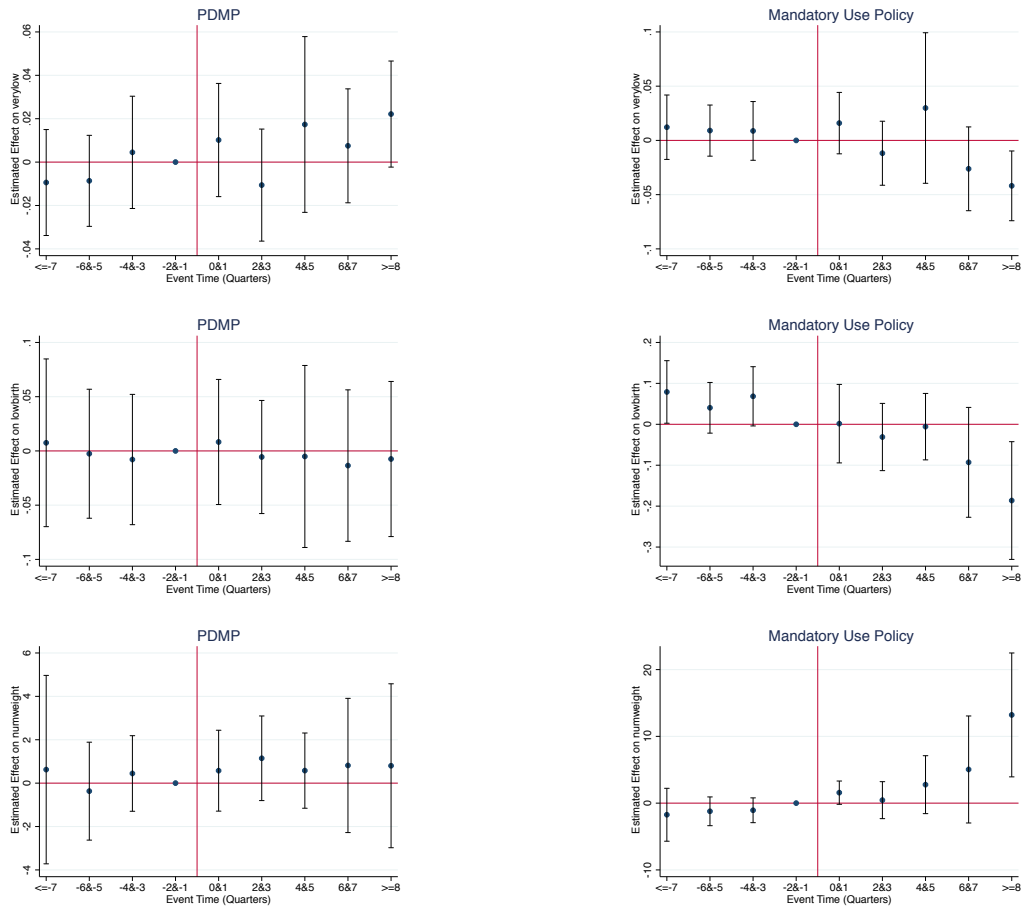 PDMP
Estimated Effect on verylow
.06
.04
.02
0
-.02
-.04
<=-7 -6&-5 -4&-3 -2&-1 0&1 2&3 4&5 6&7 >=8
Event Time (Quarters)
Mandatory Use Policy
Estimated Effect on verylow
.1
.05
0
-.05
-.1
<=-7 -6&-5 -4&-3 -2&-1 0&1 2&3 4&5 6&7 >=8
Event Time (Quarters)
PDMP
Estimated Effect on lowbirth
.1
.05
0
-.05
-.1
<=-7 -6&-5 -4&-3 -2&-1 0&1 2&3 4&5 6&7 >=8
Event Time (Quarters)
Mandatory Use Policy
Estimated Effect on lowbirth
.2
.1
0
-.1
-.2
-.3
<=-7 -6&-5 -4&-3 -2&-1 0&1 2&3 4&5 6&7 >=8
Event Time (Quarters)
PDMP
Estimated Effect on numweight
6
4
2
0
-2
-4
<=-7 -6&-5 -4&-3 -2&-1 0&1 2&3 4&5 6&7 >=8
Event Time (Quarters)
Mandatory Use Policy
Estimated Effect on numweight
20
10
0
-10
<=-7 -6&-5 -4&-3 -2&-1 0&1 2&3 4&5 6&7 >=8
Event Time (Quarters)